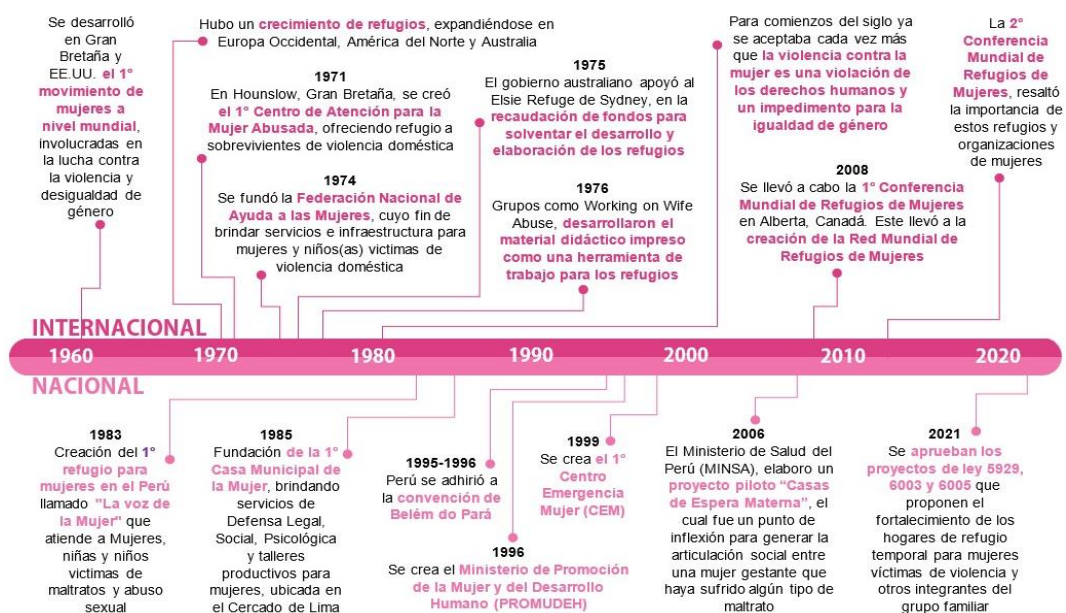 Se desarrolló
en Gran
Bretaña y
EE.UU. el 1°
movimiento de
mujeres a
nivel mundial,
involucradas en
la lucha contra
la violencia y
desigualdad de
género
Hubo un crecimiento de refugios, expandiéndose en
Europa Occidental, América del Norte y Australia
1971
En Hounslow, Gran Bretaña, se creó
el 1° Centro de Atención para la
Mujer Abusada, ofreciendo refugio a
sobrevivientes de violencia doméstica
1974
Se fundó la Federación Nacional de
Ayuda a las Mujeres, cuyo fin de
brindar servicios e infraestructura para
mujeres y niños(as) victimas de
violencia doméstica
1975
El gobierno australiano apoyó al
Elsie Refuge de Sydney, en la
recaudación de fondos para
solventar el desarrollo y
elaboración de los refugios
1976
Grupos como Working on Wife
Abuse, desarrollaron el
material didáctico impreso
como una herramienta de
trabajo para los refugios
Para comienzos del siglo ya
se aceptaba cada vez más
que la violencia contra la
mujer es una violación de
los derechos humanos y
un impedimento para la
igualdad de género
2008
Se llevó a cabo la 1° Conferencia
Mundial de Refugios de Mujeres
en Alberta, Canadá. Este llevó a la
creación de la Red Mundial de
Refugios de Mujeres
La 2°
Conferencia
Mundial de
Refugios de
Mujeres, resaltó
la importancia de
estos refugios y
organizaciones
de mujeres
INTERNACIONAL
1960 1970 1980 1990 2000 2010 2020
NACIONAL
1983
Creación del 1°
refugio para
mujeres en el Perú
llamado "La voz de
la Mujer" que
atiende a Mujeres,
niñas y niños
victimas de
maltratos y abuso
sexual
1985
Fundación de la 1°
Casa Municipal de
la Mujer, brindando
servicios de
Defensa Legal,
Social, Psicológica
y talleres
productivos para
mujeres, ubicada en
el Cercado de Lima
1995-1996
Perú se adhirió a
la convención de
Belém do Pará
1996
Se crea el Ministerio de Promoción
de la Mujer y del Desarrollo
Humano (PROMUDEH)
1999
Se crea el 1°
Centro
Emergencia
Mujer (CEM)
2006
El Ministerio de Salud del
Perú (MINSA), elaboro un
proyecto piloto “Casas
de Espera Materna”, el
cual fue un punto de
inflexión para generar la
articulación social entre
una mujer gestante que
haya sufrido algún tipo de
maltrato
2021
Se aprueban los
proyectos de ley 5929,
6003 y 6005 que
proponen el
fortalecimiento de los
hogares de refugio
temporal para mujeres
víctimas de violencia y
otros integrantes del
grupo familiar